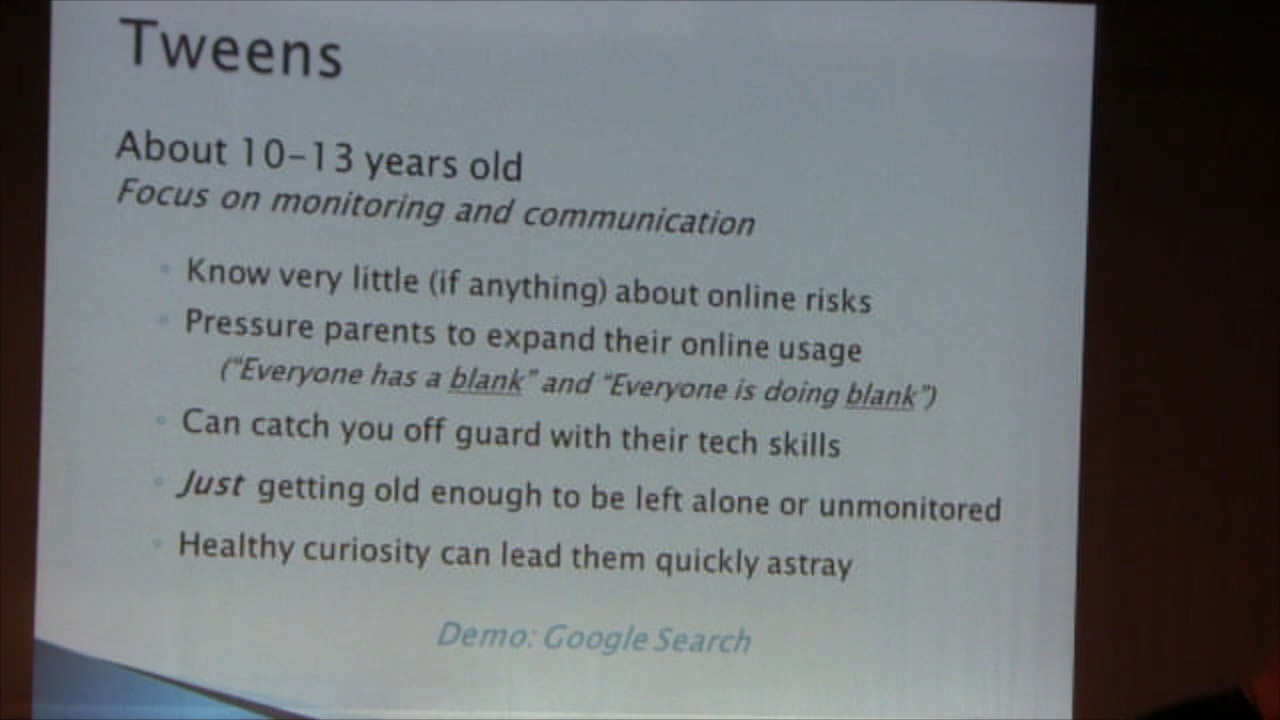 Tweens
About 10-13 years old
Focus on monitoring and communication
Know very little (if anything) about online risks
Pressure parents to expand their online usage
("Everyone has a blank" and "Everyone is doing blank")
Can catch you off guard with their tech skills
Just getting old enough to be left alone or unmonitored
Healthy curiosity can lead them quickly astray
Demo: Google Search